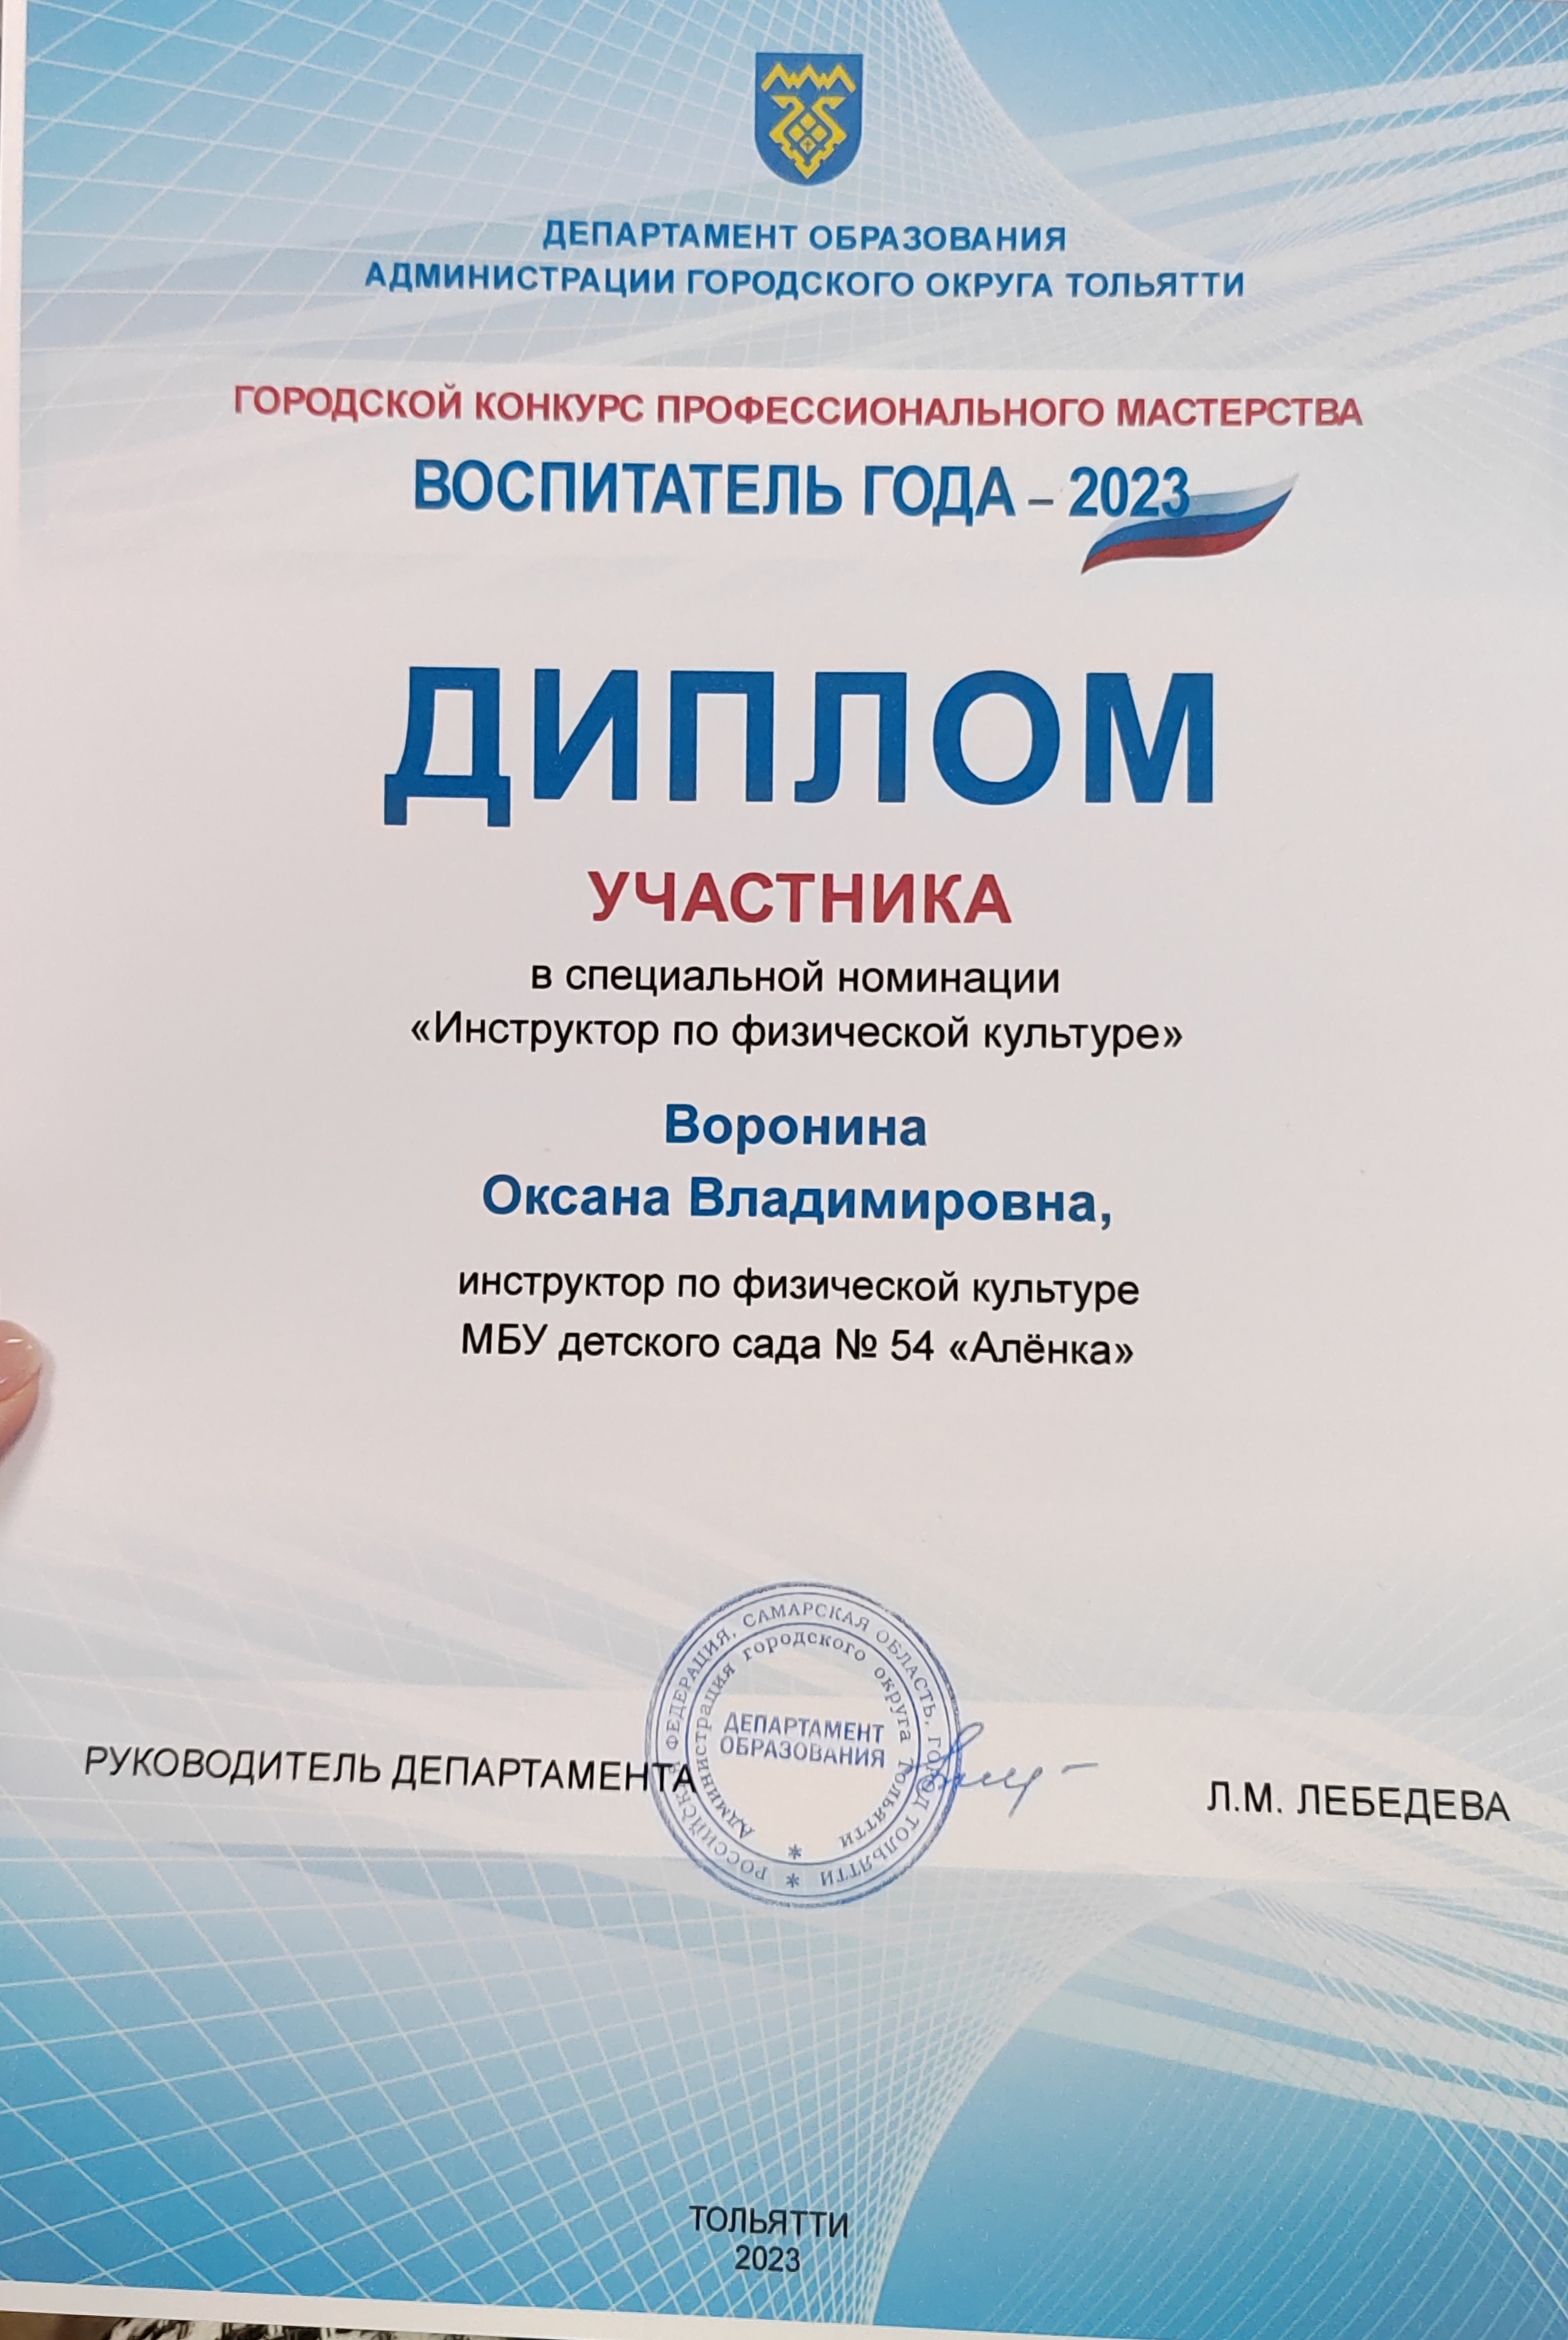 ДЕПАРТАМЕНТ ОБРАЗОВАНИЯ
АДМИНИСТРАЦИИ ГОРОДСКОГО ОКРУГА ТОЛЬЯТТИ
ГОРОДСКОЙ КОНКУРС ПРОФЕССИОНАЛЬНОГО МАСТЕРСТВА
ВОСПИТАТЕЛЬ ГОДА – 2023
ДИПЛОМ
УЧАСТНИКА
в специальной номинации
«Инструктор по физической культуре»
Воронина
Оксана Владимировна,
инструктор по физической культуре
МБУ детского сада № 54 «Алёнка»
РУКОВОДИТЕЛЬ ДЕПАРТАМЕНТА
РОССИЙСКАЯ ФЕДЕРАЦИЯ, САМАРСКАЯ ОБЛАСТЬ, ГОРОД ТОЛЬЯТТИ *
Администрация городского округа Тольятти *
ДЕПАРТАМЕНТ
ОБРАЗОВАНИЯ
Л.М. ЛЕБЕДЕВА
ТОЛЬЯТТИ
2023